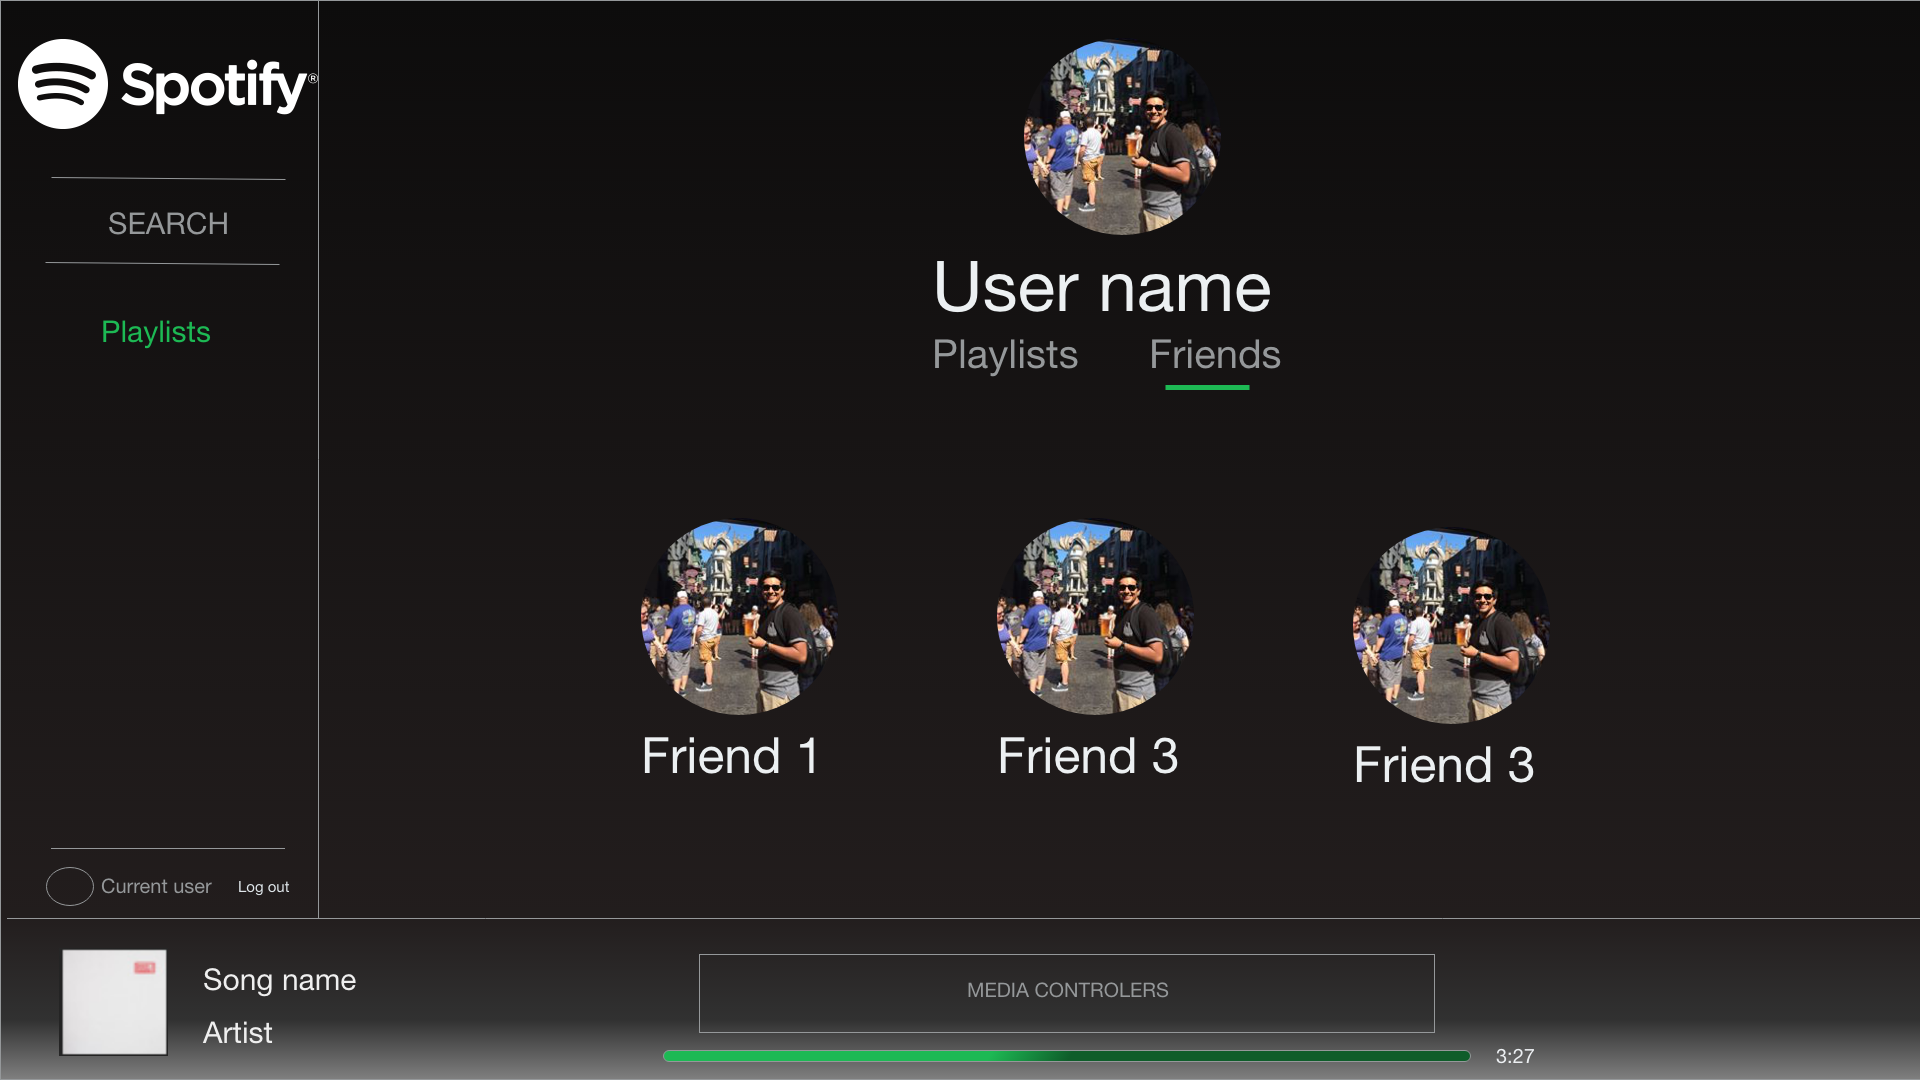 Spotify®
SEARCH
Playlists
User name
Playlists Friends
Friend 1 Friend 3 Friend 3
Current user Log out
Song name
Artist
MEDIA CONTROLERS
3:27